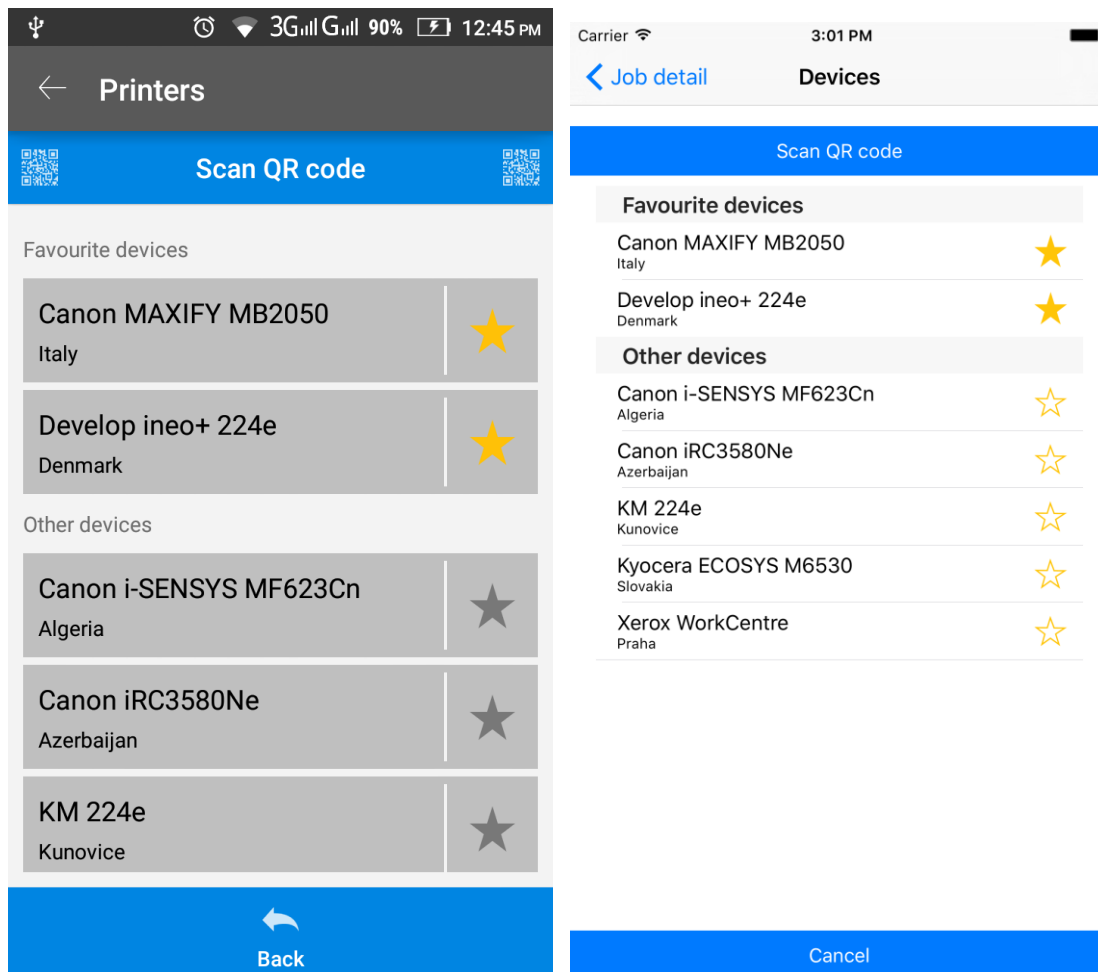 3G G 90% 12:45 PM
Printers
Scan QR code
Favourite devices
Canon MAXIFY MB2050
Italy
Develop ineo+ 224e
Denmark
Other devices
Canon i-SENSYS MF623Cn
Algeria
Canon iRC3580Ne
Azerbaijan
KM 224e
Kunovice
Back
Carrier 3:01 PM
Job detail Devices
Scan QR code
Favourite devices
Canon MAXIFY MB2050
Italy
Develop ineo+ 224e
Denmark
Other devices
Canon i-SENSYS MF623Cn
Algeria
Canon iRC3580Ne
Azerbaijan
KM 224e
Kunovice
Kyocera ECOSYS M6530
Slovakia
Xerox WorkCentre
Praha
Cancel